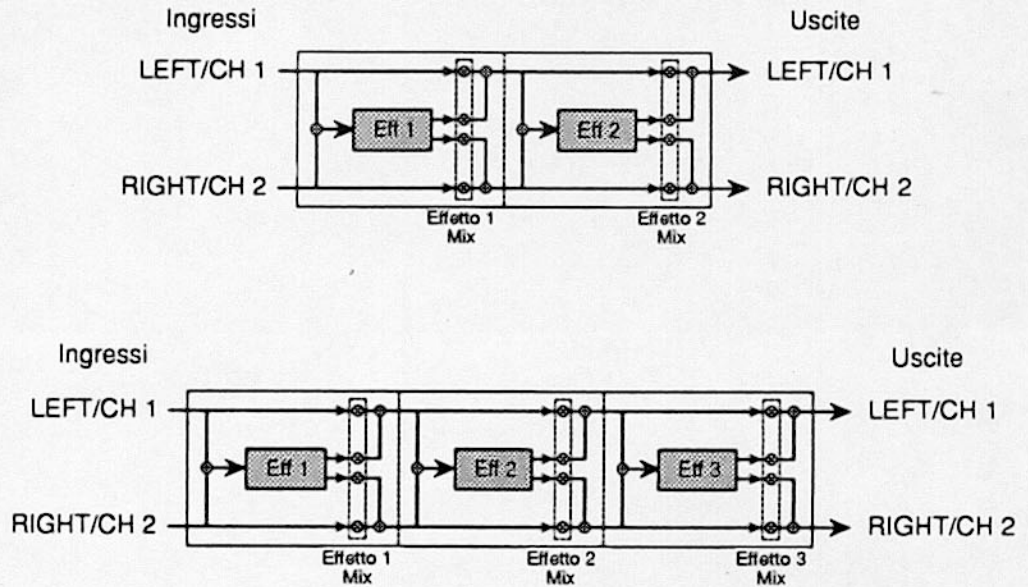 Ingressi Uscite
LEFT/CH 1 LEFT/CH 1
Eff 1 Eff 2
RIGHT/CH 2 RIGHT/CH 2
Effetto 1 Effetto 2
Mix Mix
Ingressi Uscite
LEFT/CH 1 LEFT/CH 1
Eff 1 Eff 2 Eff 3
RIGHT/CH 2 RIGHT/CH 2
Effetto 1 Effetto 2 Effetto 3
Mix Mix Mix